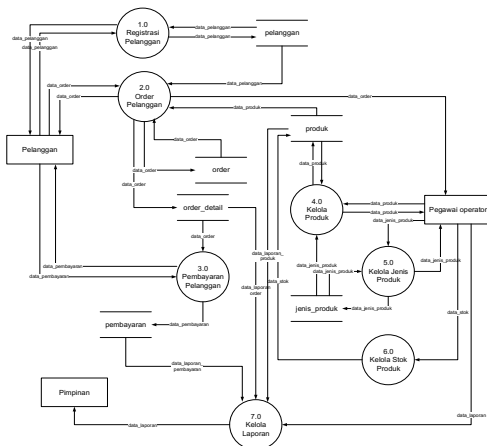 1.0
Registrasi
Pelanggan
data_pelanggan
data_pelanggan
pelanggan
data_pelanggan
data_pelanggan
data_pelanggan
2.0
Order
Pelanggan
data_order
data_order
data_order
data_produk
produk
data_order
data_order
data_order
order
data_produk
Pelanggan
4.0
Kelola
Produk
data_produk
data_produk
Pegawai operator
order_detail
data_order
data_jenis_produk
data_laporan_
produk
3.0
Pembayaran
Pelanggan
data_pembayaran
data_pembayaran
data_jenis_produk
data_jenis_produk
5.0
Kelola Jenis
Produk
data_jenis_produk
data_stok
data_laporan
order
jenis_produk
data_jenis_produk
data_stok
pembayaran
data_pembayaran
6.0
Kelola Stok
Produk
data_laporan_
pembayaran
Pimpinan
data_laporan
7.0
Kelola
Laporan
data_laporan